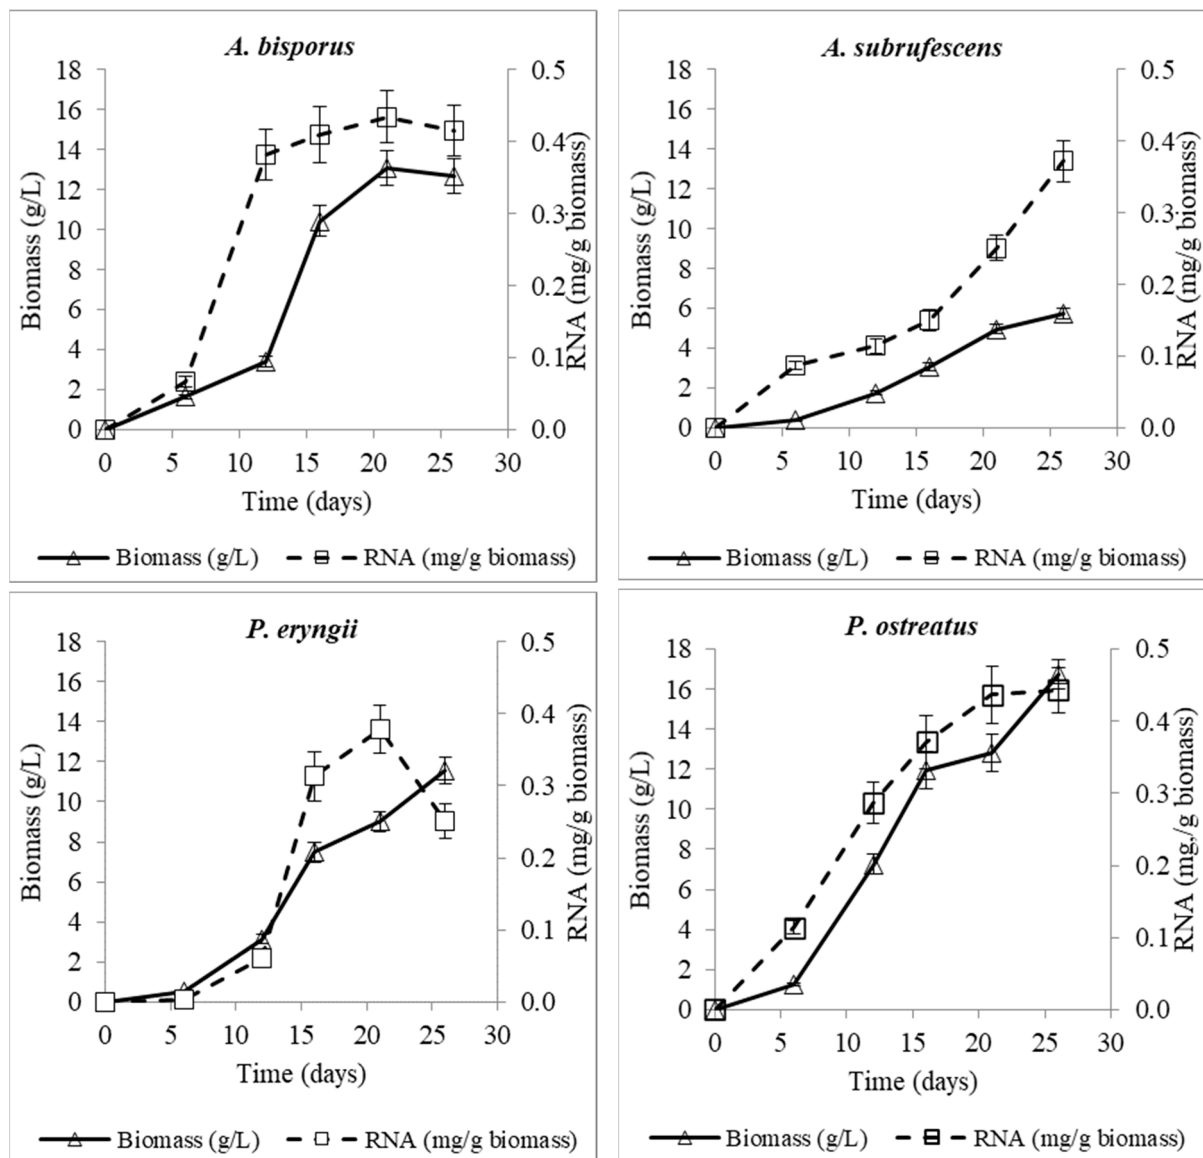 A. bisporus
18
16
14
12
10
8
6
4
2
0
Biomass (g/L)
0.5
0.4
0.3
0.2
0.1
0.0
RNA (mg/g biomass)
0 5 10 15 20 25 30
Time (days)
Biomass (g/L) RNA (mg/g biomass)
A. subrufescens
18
16
14
12
10
8
6
4
2
0
Biomass (g/L)
0.5
0.4
0.3
0.2
0.1
0.0
RNA (mg/g biomass)
0 5 10 15 20 25 30
Time (days)
Biomass (g/L) RNA (mg/g biomass)
P. eryngii
18
16
14
12
10
8
6
4
2
0
Biomass (g/L)
0.5
0.4
0.3
0.2
0.1
0.0
RNA (mg/g biomass)
0 5 10 15 20 25 30
Time (days)
Biomass (g/L) RNA (mg/g biomass)
P. ostreatus
18
16
14
12
10
8
6
4
2
0
Biomass (g/L)
0.5
0.4
0.3
0.2
0.1
0.0
RNA (mg,/g biomass)
0 5 10 15 20 25 30
Time (days)
Biomass (g/L) RNA (mg/g biomass)